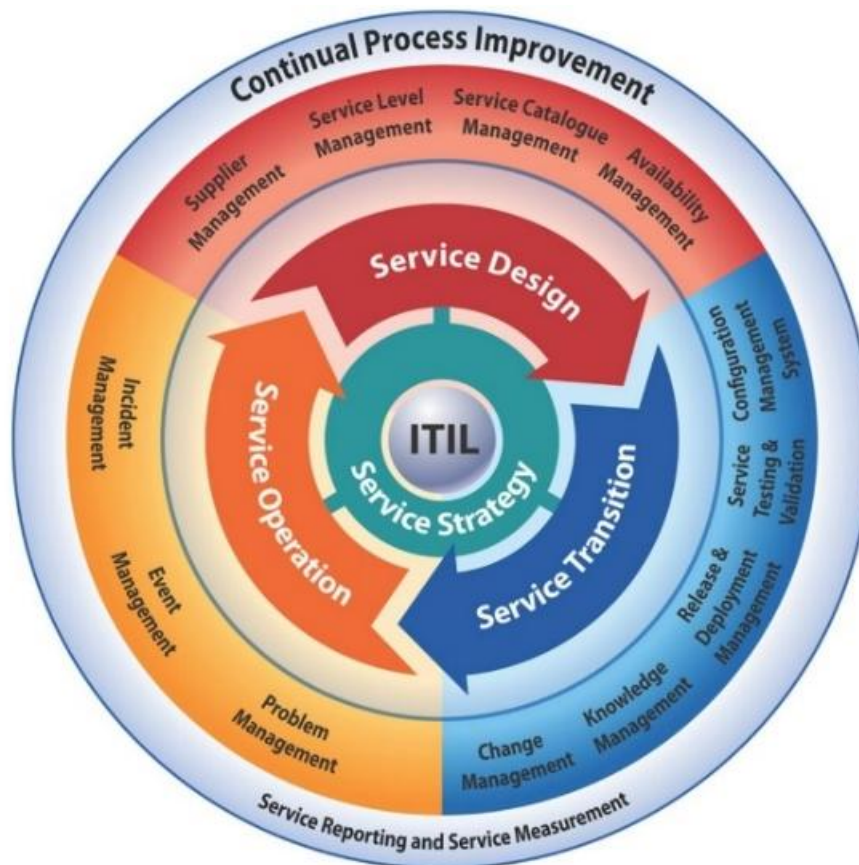 Continual Process Improvement
Supplier
Management
Service Level
Management
Service Catalogue
Management
Availability
Management
Service Design
Configuration
Management
System
Service
Testing &
Validation
Release &
Deployment
Management
Knowledge
Management
Change
Management
Service Transition
ITIL
Service Strategy
Service Operation
Incident
Management
Event
Management
Problem
Management
Service Reporting and Service Measurement